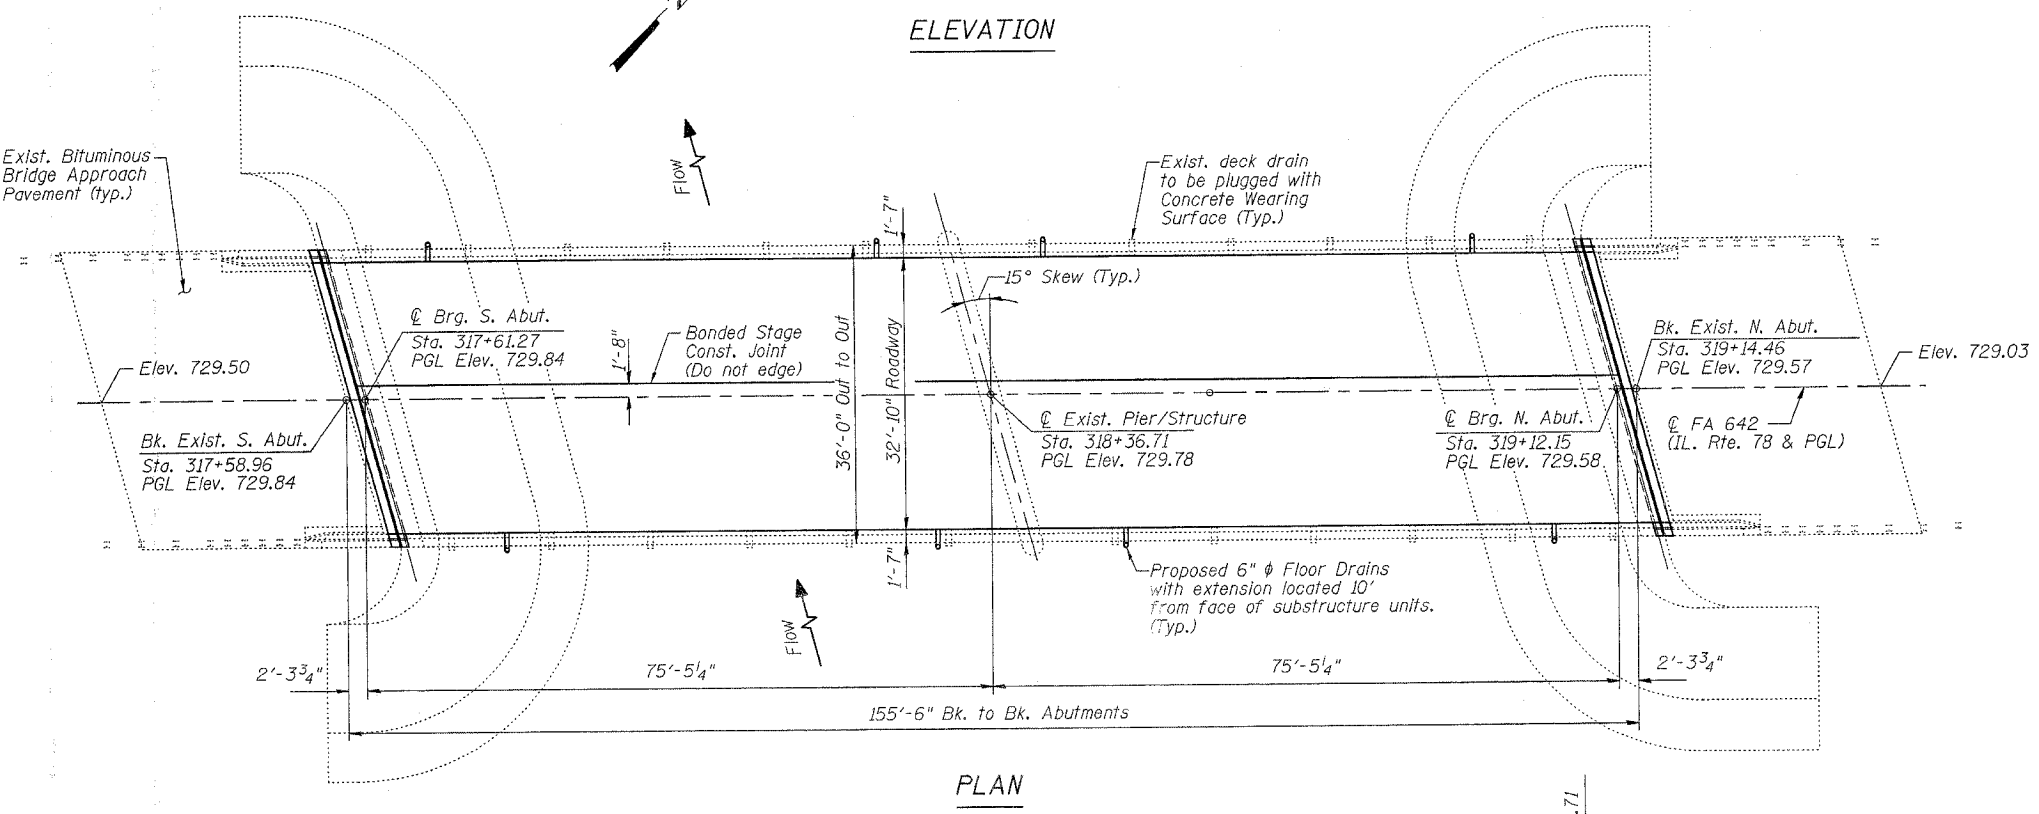 ELEVATION
Exist. Bituminous
Bridge Approach
Pavement (typ.)
Flow
Exist. deck drain
to be plugged with
Concrete Wearing
Surface (Typ.)
1'-7"
15° Skew (Typ.)
℄ Brg. S. Abut.
Sta. 317+61.27
PGL Elev. 729.84
1'-8"
Bonded Stage
Const. Joint
(Do not edge)
36'-0" Out to Out
32'-10" Roadway
Bk. Exist. N. Abut.
Sta. 319+14.46
PGL Elev. 729.57
Elev. 729.03
Elev. 729.50
Bk. Exist. S. Abut.
Sta. 317+58.96
PGL Elev. 729.84
℄ Exist. Pier/Structure
Sta. 318+36.71
PGL Elev. 729.78
℄ Brg. N. Abut.
Sta. 319+12.15
PGL Elev. 729.58
℄ FA 642
(IL. Rte. 78 & PGL)
1'-7"
Proposed 6" ϕ Floor Drains
with extension located 10'
from face of substructure units.
(Typ.)
Flow
2'-3¾"
75'-5¼"
75'-5¼"
2'-3¾"
155'-6" Bk. to Bk. Abutments
PLAN
.71